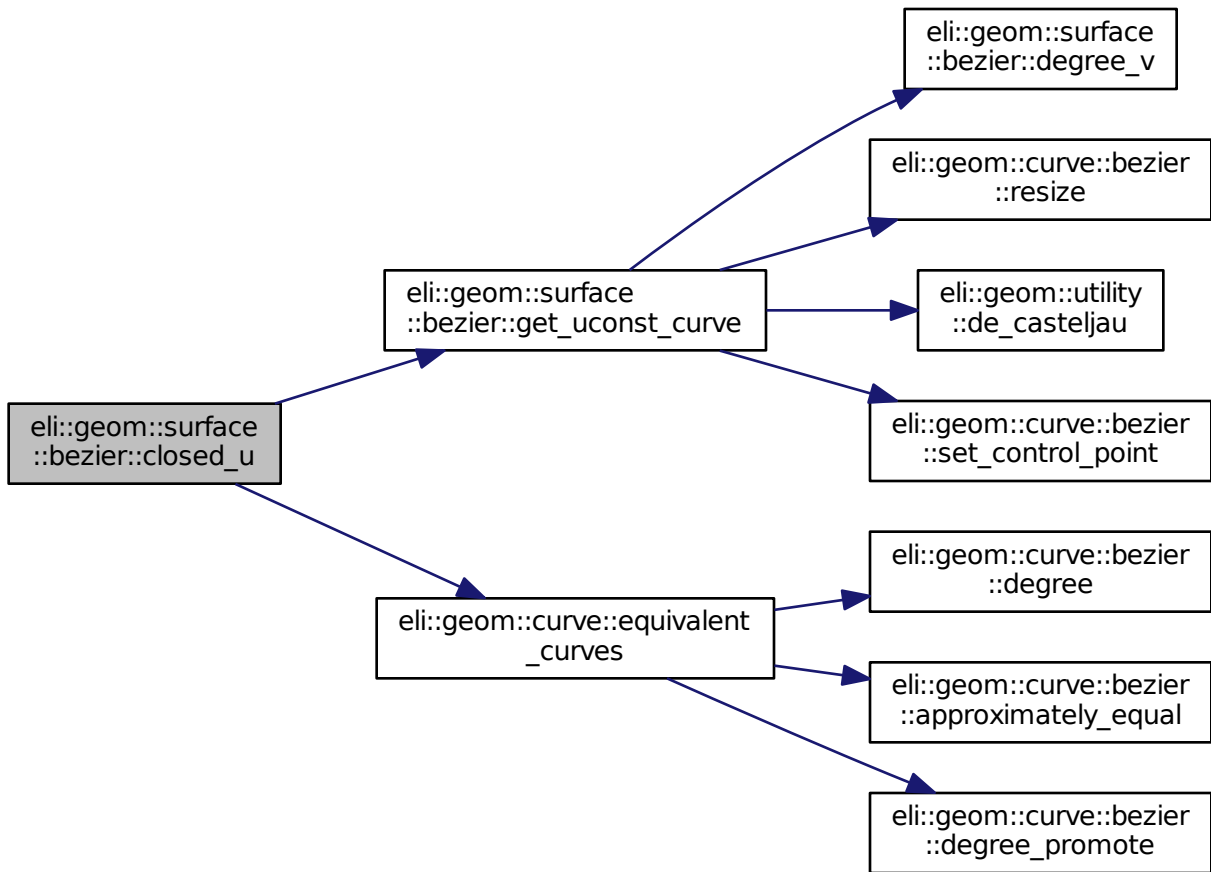 eli::geom::surface
::bezier::closed_u
eli::geom::surface
::bezier::get_uconst_curve
eli::geom::curve::equivalent
_curves
eli::geom::surface
::bezier::degree_v
eli::geom::curve::bezier
::resize
eli::geom::utility
::de_casteljau
eli::geom::curve::bezier
::set_control_point
eli::geom::curve::bezier
::degree
eli::geom::curve::bezier
::approximately_equal
eli::geom::curve::bezier
::degree_promote